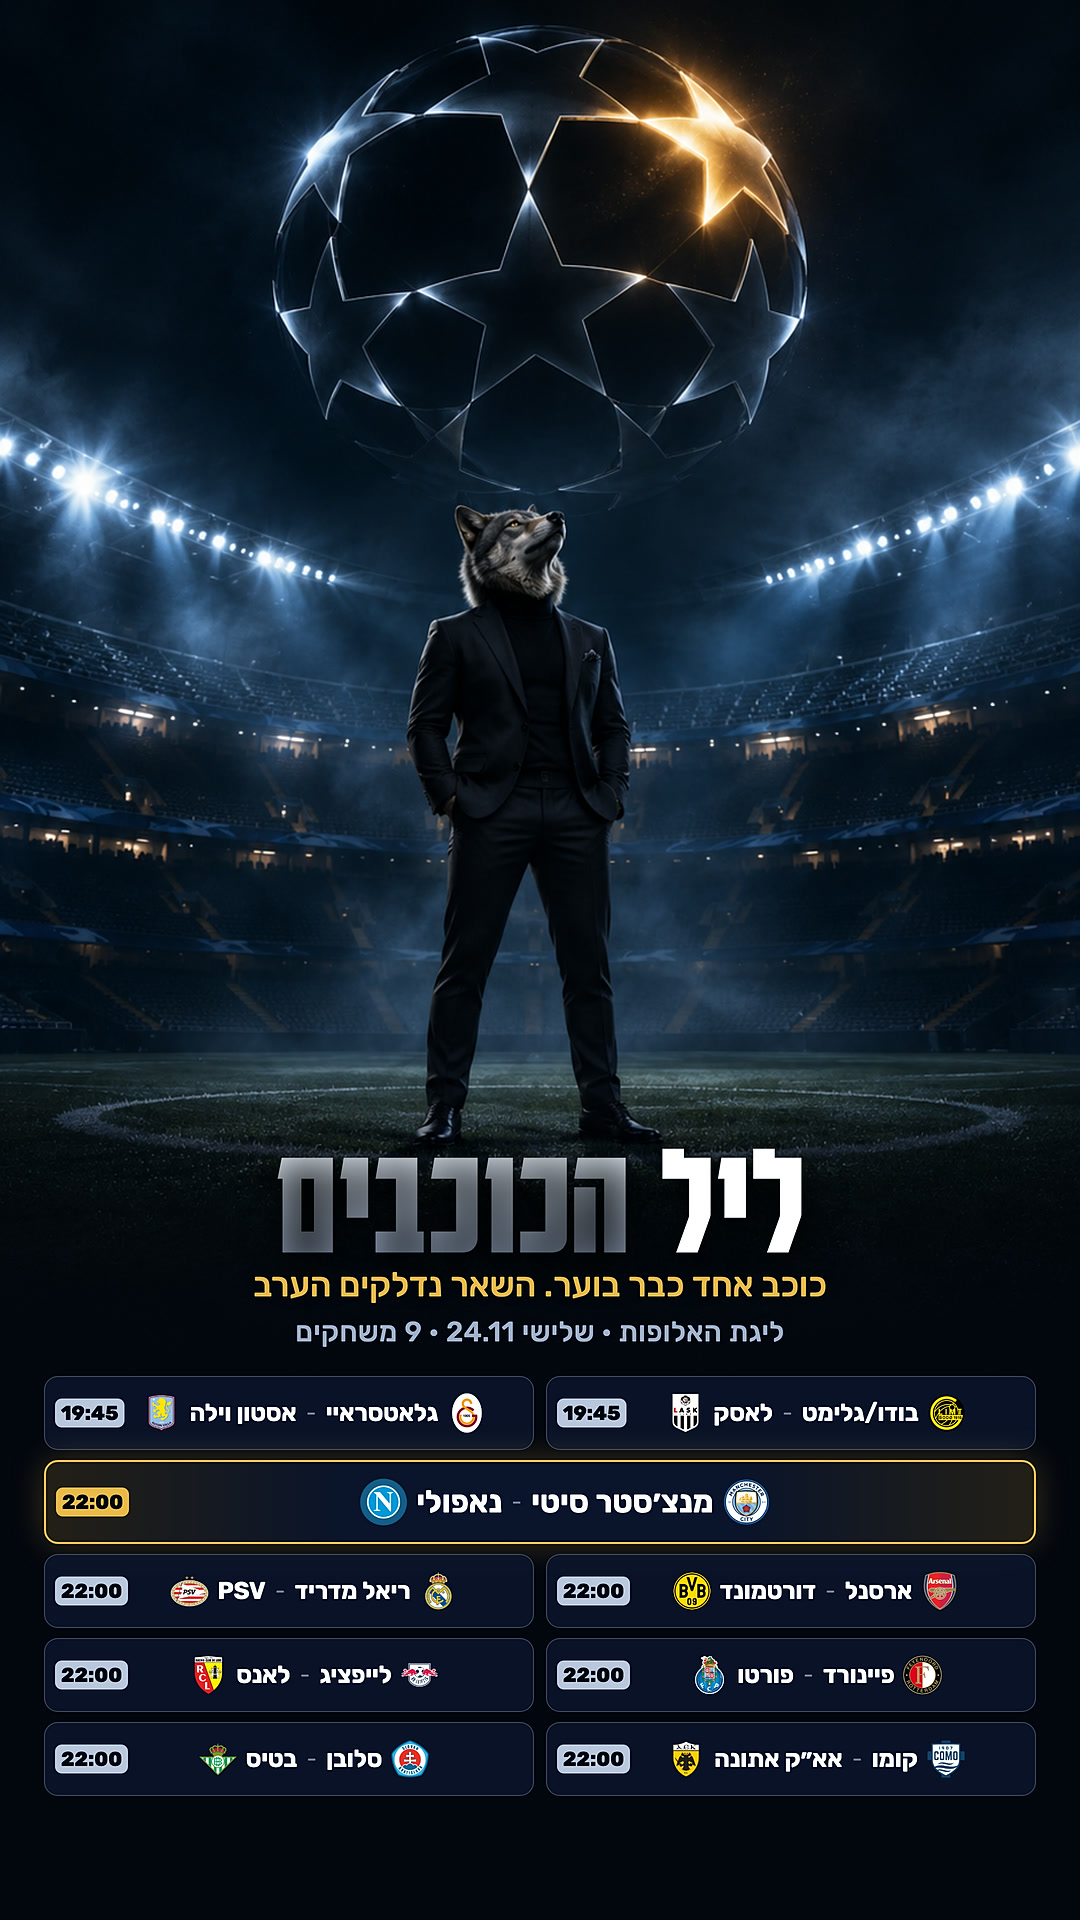 ליל הכוכבים
כוכב אחד כבר בוער. השאר נדלקים הערב
ליגת האלופות • שלישי 24.11 • 9 משחקים
בודו/גלימט - לאסק 19:45
גלאטסראיי - אסטון וילה 19:45
מנצ׳סטר סיטי - נאפולי 22:00
ארסנל - דורטמונד 22:00
ריאל מדריד - PSV 22:00
פיינורד - פורטו 22:00
לייפציג - לאנס 22:00
קומו - אא״ק אתונה 22:00
סלובן - בטיס 22:00